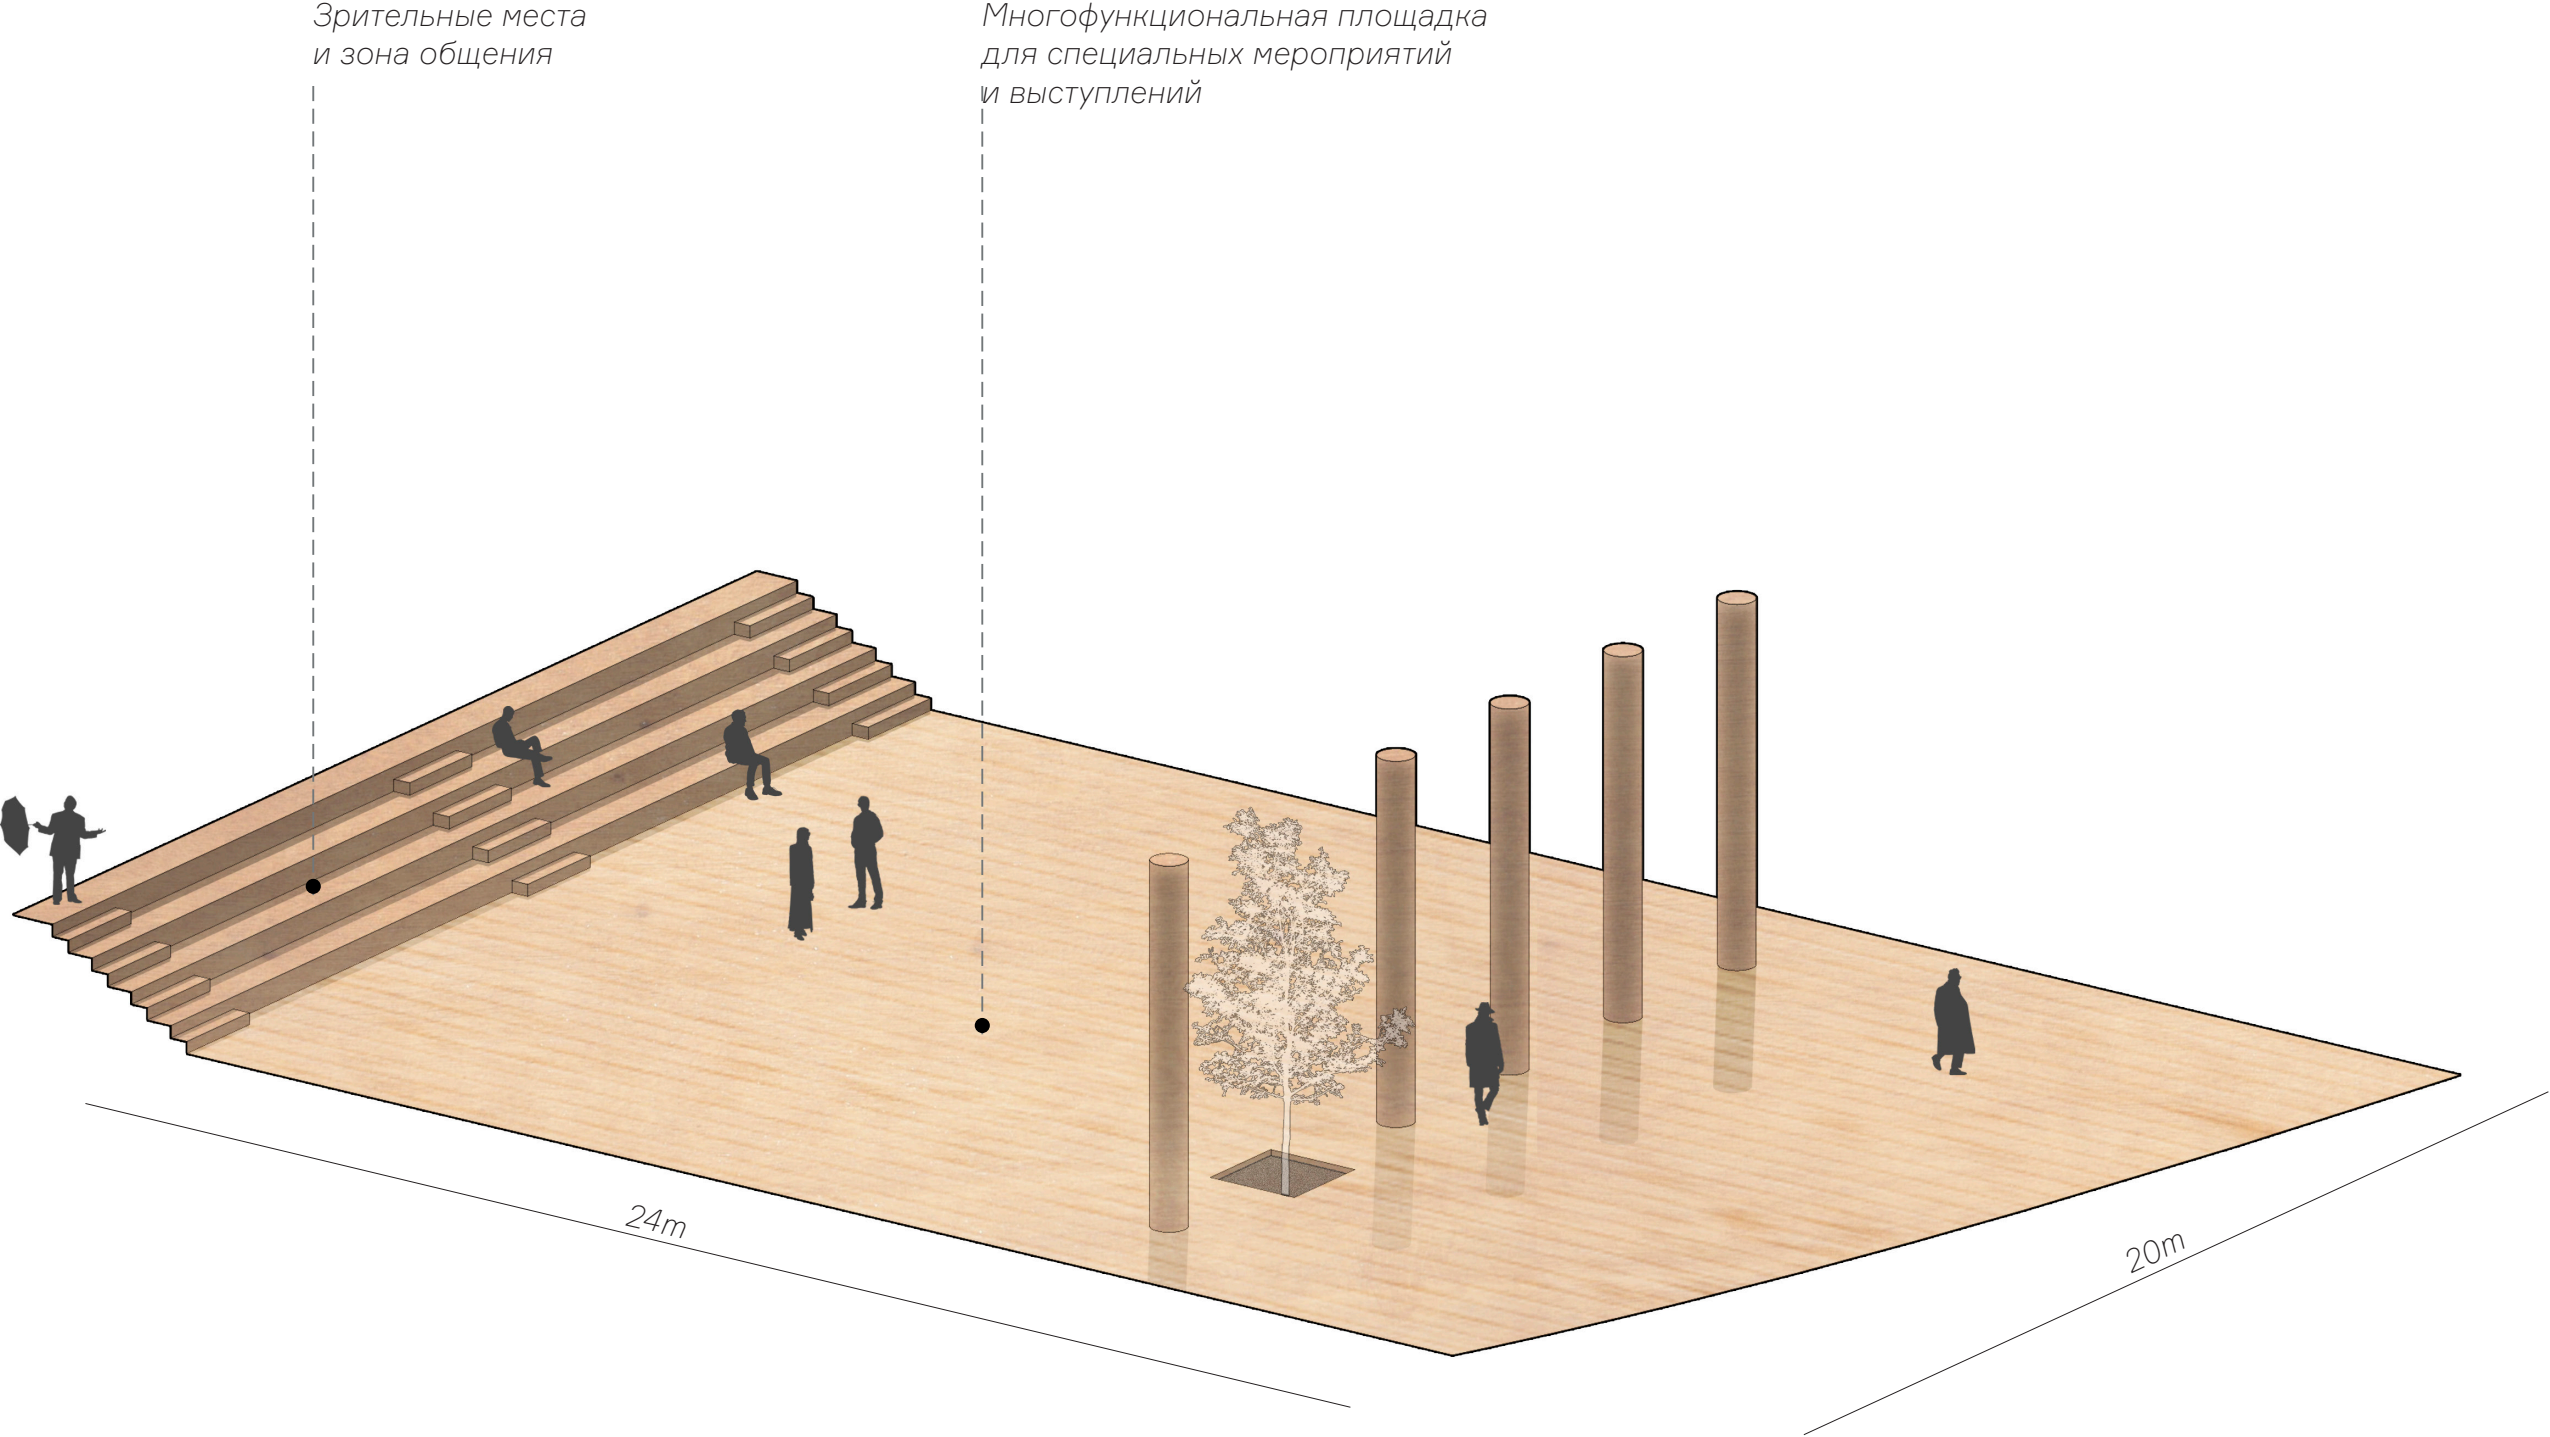 Зрительные места
и зона общения
Многофункциональная площадка
для специальных мероприятий
и выступлений
24m
20m